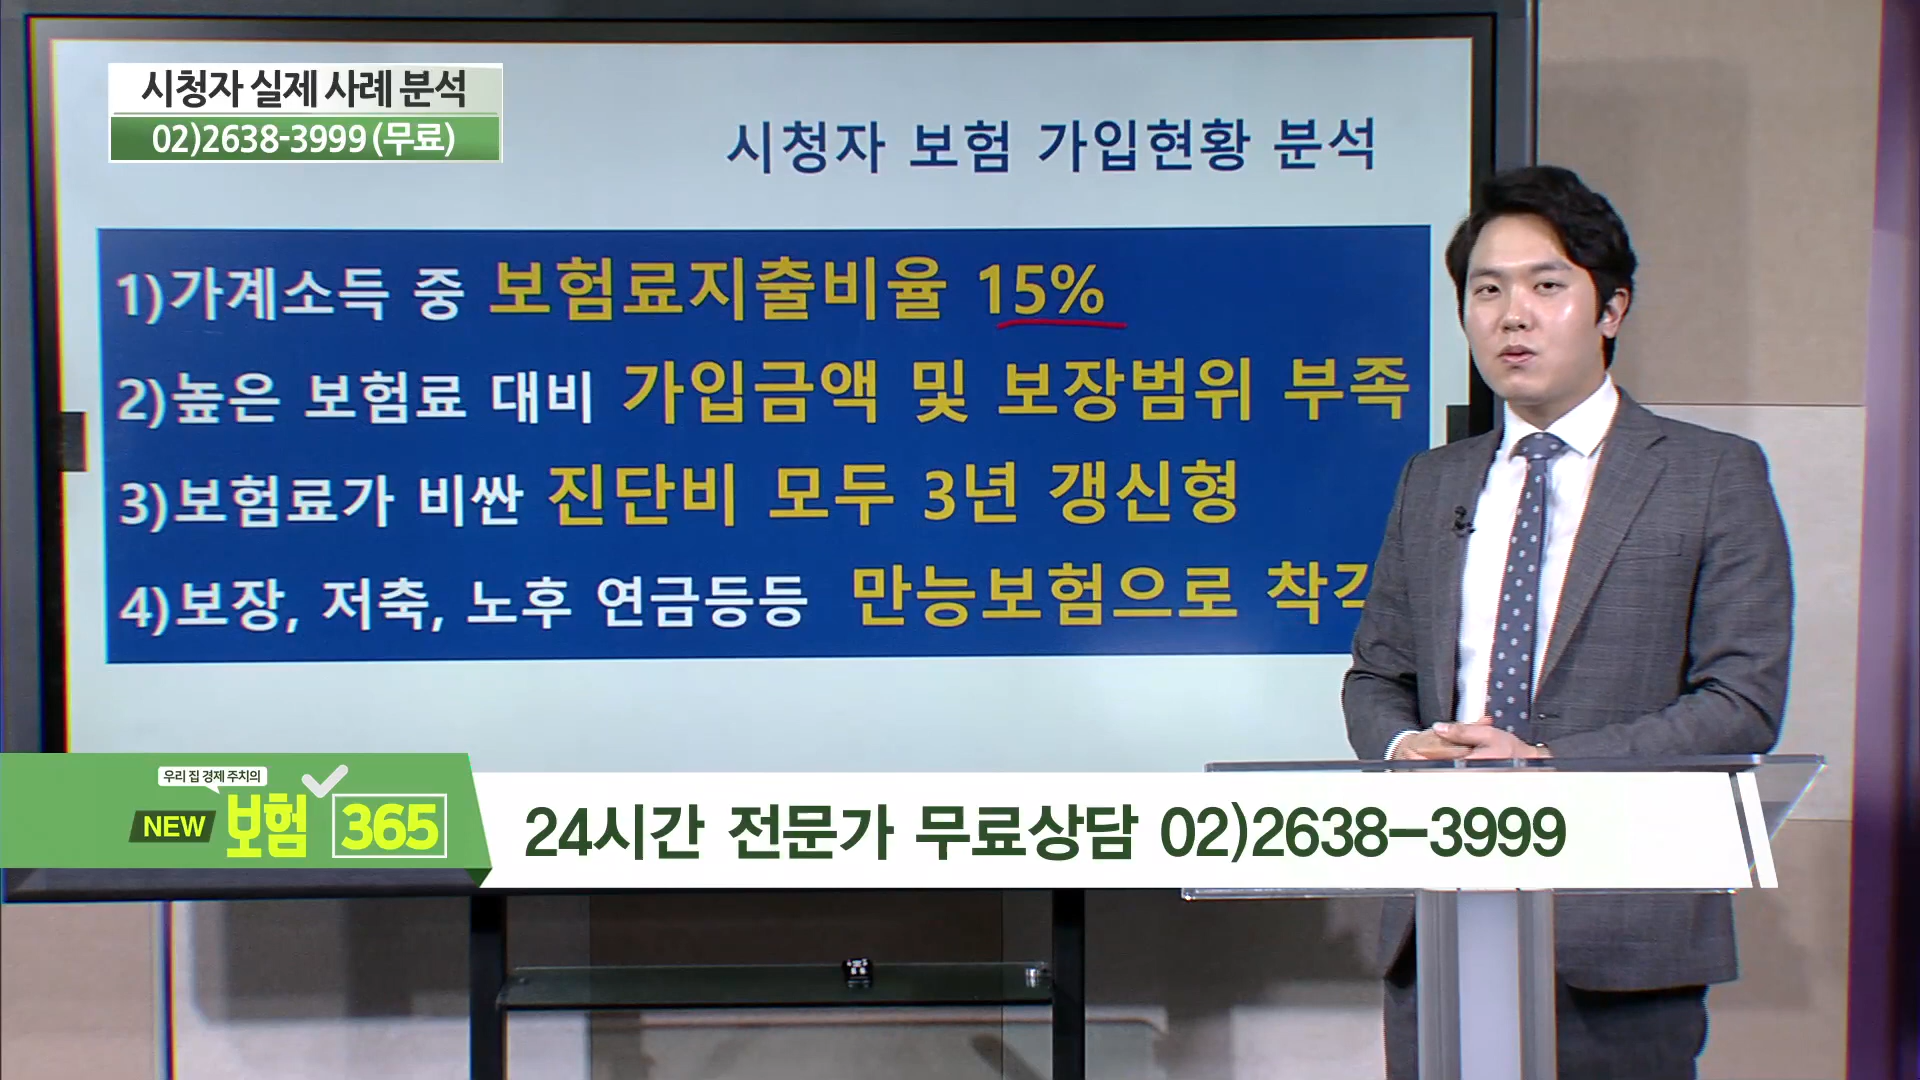 시청자 실제 사례 분석
02)2638-3999 (무료)
시청자 보험 가입현황 분석
1)가계소득 중 보험료지출비율 15%
2)높은 보험료 대비 가입금액 및 보장범위 부족
3)보험료가 비싼 진단비 모두 3년 갱신형
4)보장, 저축, 노후 연금등등 만능보험으로
우리 집 경제 주치의
NEW 보험 365
24시간 전문가 무료상담 02)2638-3999